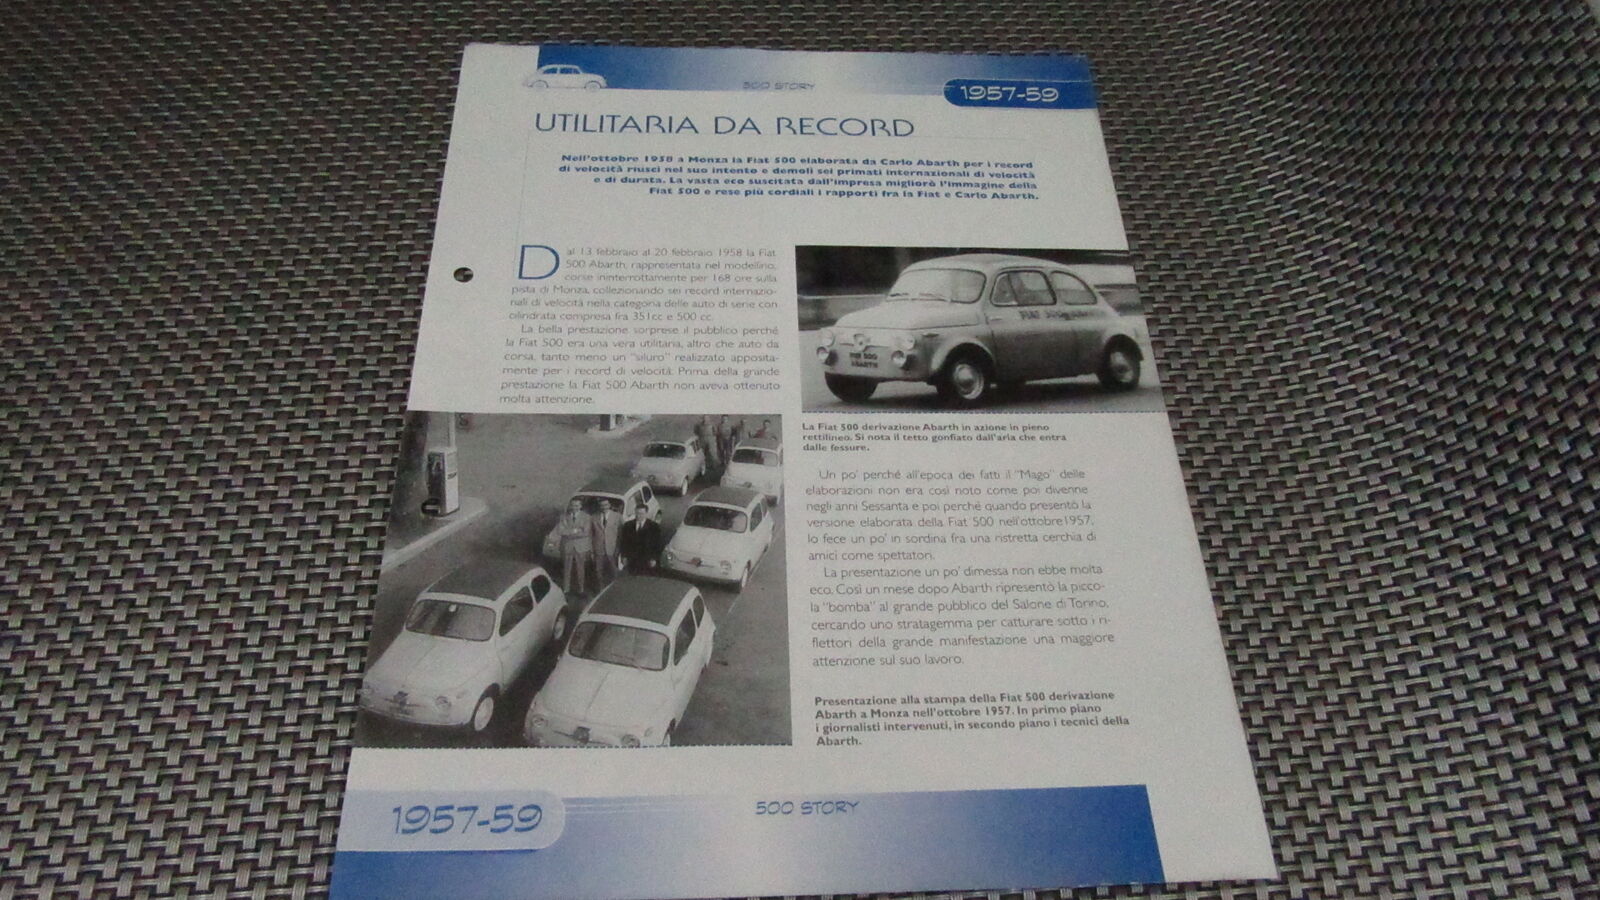 500 STORY
1957-59
UTILITARIA DA RECORD
Nell'ottobre 1958 a Monza la Fiat 500 elaborata da Carlo Abarth per i record
di velocità riuscì nel suo intento e demolì sei primati internazionali di velocità
e di durata. La vasta eco suscitata dall'impresa migliorò l'immagine della
Fiat 500 e rese più cordiali i rapporti fra la Fiat e Carlo Abarth.
Dal 13 febbraio al 20 febbraio 1958 la Fiat
500 Abarth, rappresentata nel modellino,
corse ininterrottamente per 168 ore sulla
pista di Monza, collezionando sei record internazio-
nali di velocità nella categoria delle auto di serie con
cilindrata compresa fra 351cc e 500 cc.
La bella prestazione sorprese il pubblico perché
la Fiat 500 era una vera utilitaria, altro che auto da
corsa, tanto meno un "siluro" realizzato apposita-
mente per i record di velocità. Prima della grande
prestazione la Fiat 500 Abarth non aveva ottenuto
molta attenzione.
FIAT 500
FIAT 500
ABARTH
La Fiat 500 derivazione Abarth in azione in pieno
rettilineo. Si nota il tetto gonfiato dall'aria che entra
dalle fessure.
Un po' perché all'epoca dei fatti il "Mago" delle
elaborazioni non era così noto come poi divenne
negli anni Sessanta e poi perché quando presentò la
versione elaborata della Fiat 500 nell'ottobre1957,
lo fece un po' in sordina fra una ristretta cerchia di
amici come spettatori.
La presentazione un po' dimessa non ebbe molta
eco. Così un mese dopo Abarth ripresentò la picco-
la "bomba" al grande pubblico del Salone di Torino,
cercando uno stratagemma per catturare sotto i ri-
flettori della grande manifestazione una maggiore
attenzione sul suo lavoro.
Presentazione alla stampa della Fiat 500 derivazione
Abarth a Monza nell'ottobre 1957. In primo piano
i giornalisti intervenuti, in secondo piano i tecnici della
Abarth.
1957-59
500 STORY